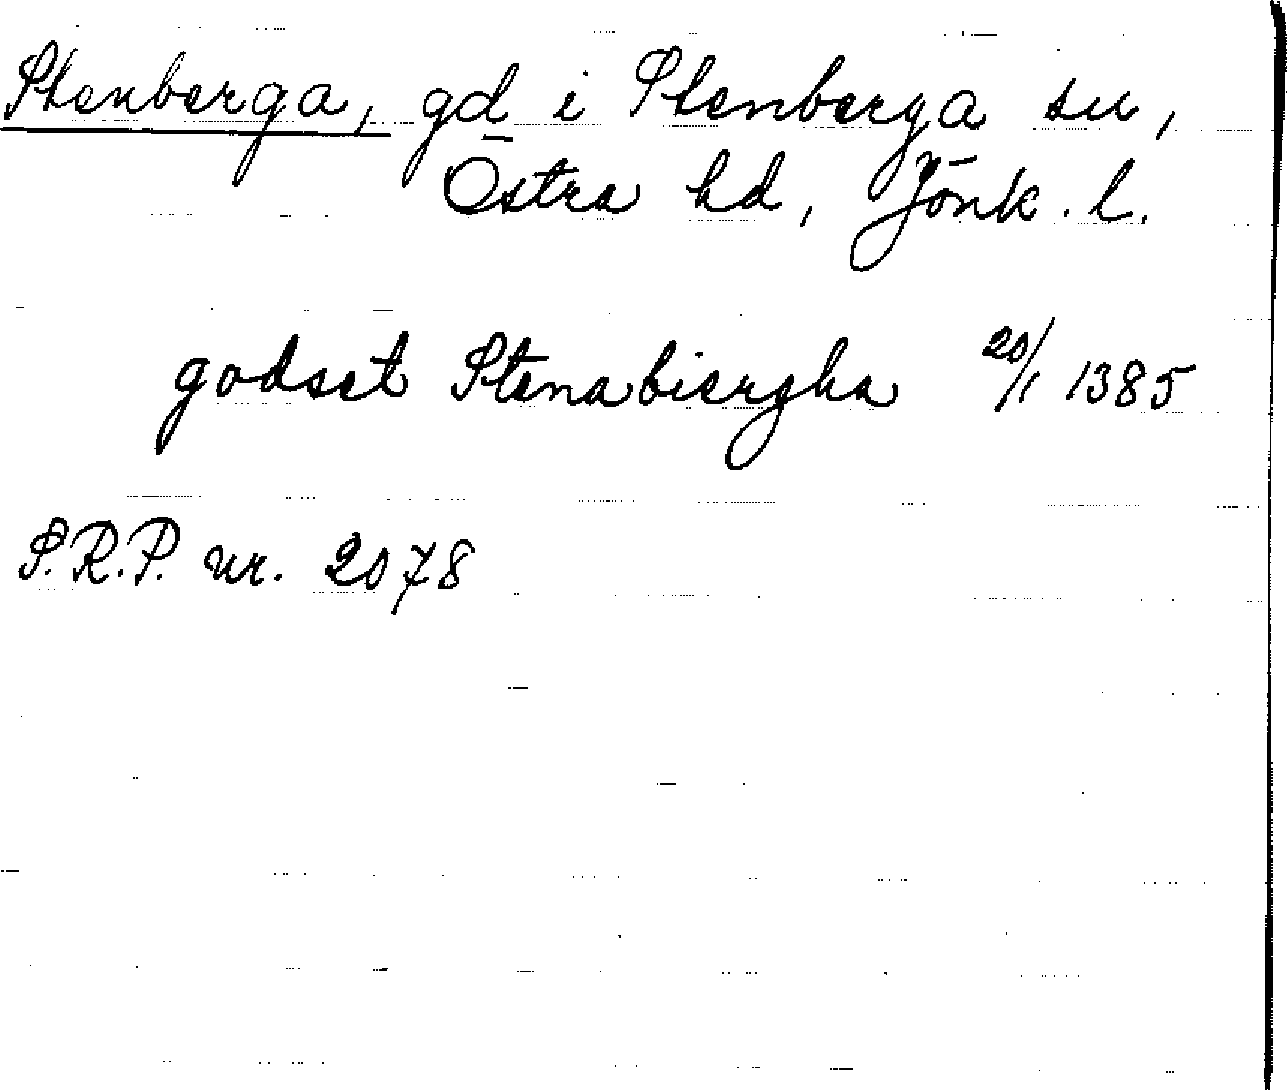 Stenberga, gd i Stenberga sn,
Östra hd, Jönk. l.
godset Stenabiergha 20/1 1385
S.R.P. nr. 2078